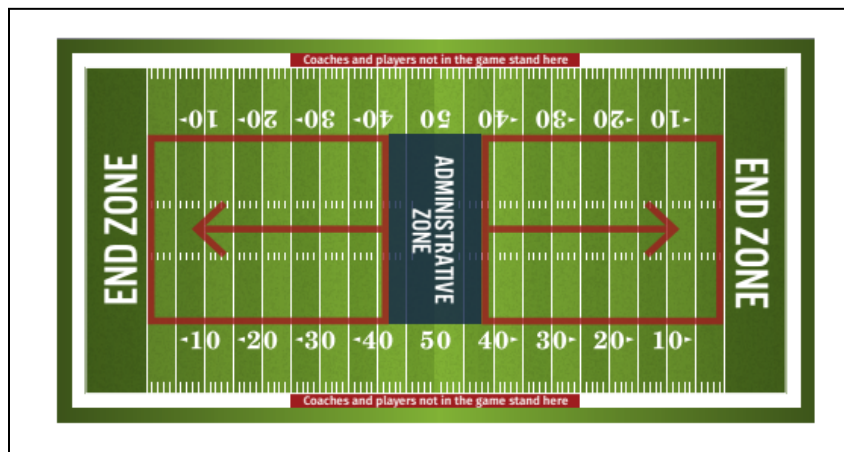 Coaches and players not in the game stand here
10 20 30 40 50 40 30 20 10
END ZONE
ADMINISTRATIVE
ZONE
END ZONE
10 20 30 40 50 40 30 20 10
Coaches and players not in the game stand here